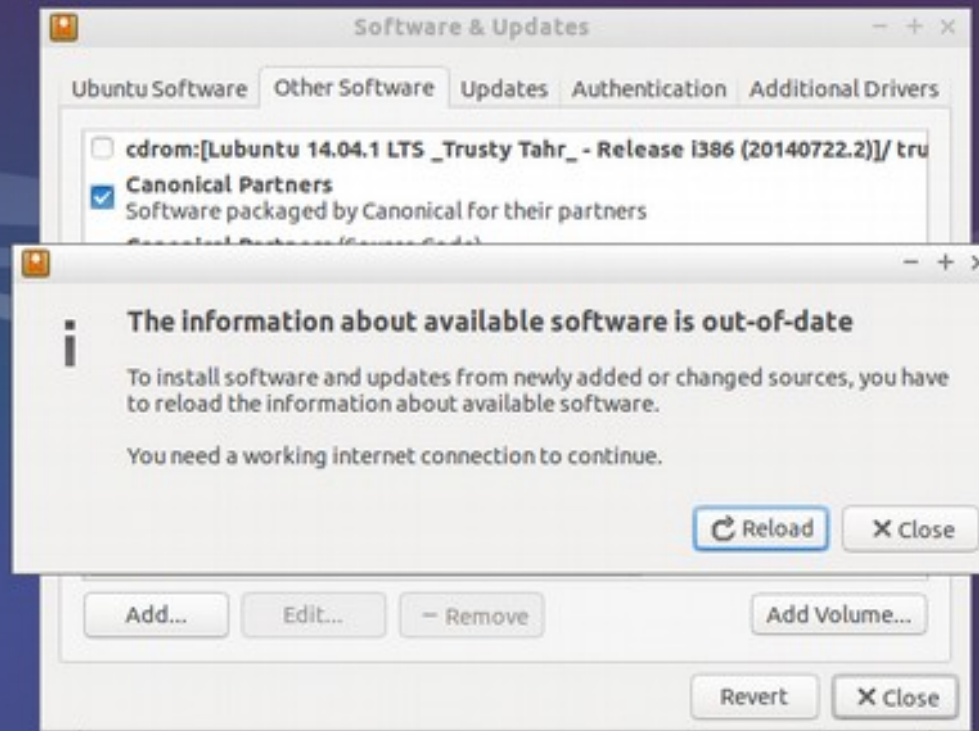 Software & Updates
Ubuntu Software Other Software Updates Authentication Additional Drivers
cdrom:[Lubuntu 14.04.1 LTS _Trusty Tahr_ - Release i386 (20140722.2)]/ tru
Canonical Partners
Software packaged by Canonical for their partners
Canonical Partners (Source Code)
The information about available software is out-of-date
To install software and updates from newly added or changed sources, you have
to reload the information about available software.
You need a working internet connection to continue.
Reload Close
Add... Edit... Remove Add Volume...
Revert Close